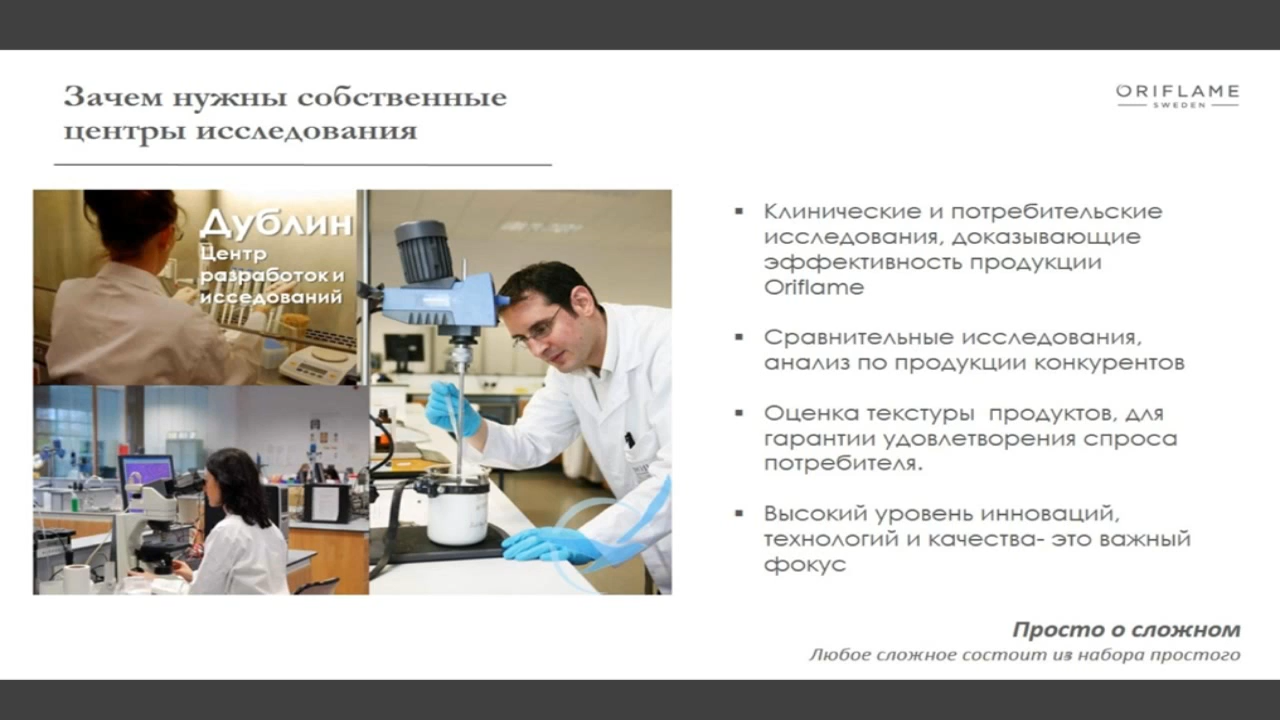 Зачем нужны собственные
центры исследования
ORIFLAME
SWEDEN
Дублин
Центр
разработок и
исседований
▪ Клинические и потребительские
исследования, доказывающие
эффективность продукции
Oriflame
▪ Сравнительные исследования,
анализ по продукции конкурентов
▪ Оценка текстуры продуктов, для
гарантии удовлетворения спроса
потребителя.
▪ Высокий уровень инноваций,
технологий и качества- это важный
фокус
Просто о сложном
Любое сложное состоит из набора простого